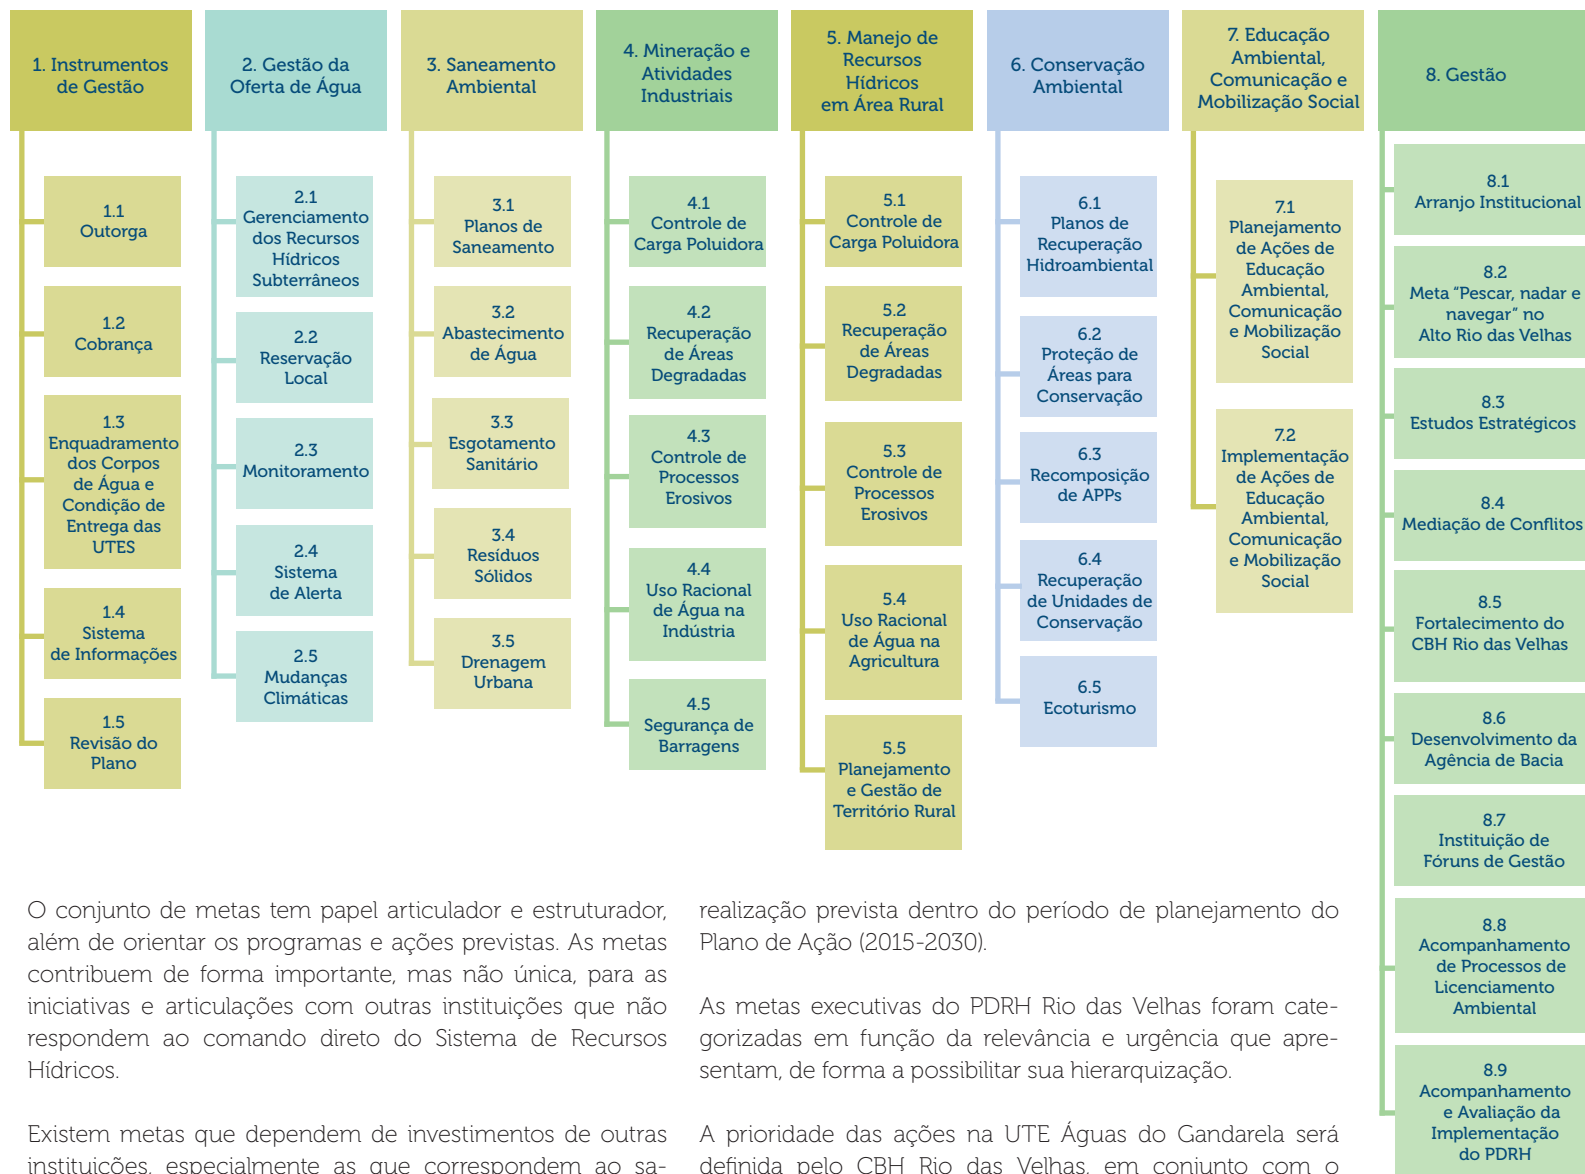 1. Instrumentos
de Gestão
1.1
Outorga
1.2
Cobrança
1.3
Enquadramento
dos Corpos
de Água e
Condição de
Entrega das
UTES
1.4
Sistema
de Informações
1.5
Revisão do
Plano
2. Gestão da
Oferta de Água
2.1
Gerenciamento
dos Recursos
Hídricos
Subterrâneos
2.2
Reservação
Local
2.3
Monitoramento
2.4
Sistema
de Alerta
2.5
Mudanças
Climáticas
3. Saneamento
Ambiental
3.1
Planos de
Saneamento
3.2
Abastecimento
de Água
3.3
Esgotamento
Sanitário
3.4
Resíduos
Sólidos
3.5
Drenagem
Urbana
4. Mineração e
Atividades
Industriais
4.1
Controle de
Carga Poluidora
4.2
Recuperação
de Áreas
Degradadas
4.3
Controle de
Processos
Erosivos
4.4
Uso Racional
de Água na
Indústria
4.5
Segurança de
Barragens
5. Manejo de
Recursos
Hídricos
em Área Rural
5.1
Controle de
Carga Poluidora
5.2
Recuperação
de Áreas
Degradadas
5.3
Controle de
Processos
Erosivos
5.4
Uso Racional
de Água na
Agricultura
5.5
Planejamento
e Gestão de
Território Rural
6. Conservação
Ambiental
6.1
Planos de
Recuperação
Hidroambiental
6.2
Proteção de
Áreas para
Conservação
6.3
Recomposição
de APPs
6.4
Recuperação
de Unidades de
Conservação
6.5
Ecoturismo
7. Educação
Ambiental,
Comunicação e
Mobilização Social
7.1
Planejamento
de Ações de
Educação
Ambiental,
Comunicação
e Mobilização
Social
7.2
Implementação
de Ações de
Educação
Ambiental,
Comunicação
e Mobilização
Social
8. Gestão
8.1
Arranjo Institucional
8.2
Meta “Pescar, nadar e
navegar” no
Alto Rio das Velhas
8.3
Estudos Estratégicos
8.4
Mediação de Conflitos
8.5
Fortalecimento do
CBH Rio das Velhas
8.6
Desenvolvimento da
Agência de Bacia
8.7
Instituição de
Fóruns de Gestão
8.8
Acompanhamento
de Processos de
Licenciamento
Ambiental
8.9
Acompanhamento
e Avaliação da
Implementação
do PDRH
O conjunto de metas tem papel articulador e estruturador,
além de orientar os programas e ações previstas. As metas
contribuem de forma importante, mas não única, para as
iniciativas e articulações com outras instituições que não
respondem ao comando direto do Sistema de Recursos
Hídricos.
Existem metas que dependem de investimentos de outras
instituições, especialmente as que correspondem ao sa-
realização prevista dentro do período de planejamento do
Plano de Ação (2015-2030).
As metas executivas do PDRH Rio das Velhas foram cate-
gorizadas em função da relevância e urgência que apre-
sentam, de forma a possibilitar sua hierarquização.
A prioridade das ações na UTE Águas do Gandarela será
definida pelo CBH Rio das Velhas, em conjunto com o